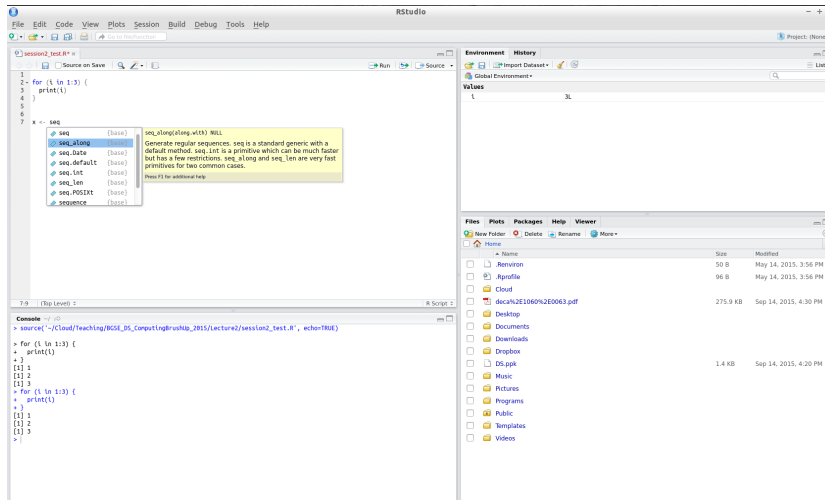 RStudio
File Edit Code View Plots Session Build Debug Tools Help
Go to file/function
Project: (None
session2_test.R*
Source on Save
Run
Source
1
2 for (i in 1:3) {
3 print(i)
4 }
5
6
7 x <- seq
seq {base}
seq_along {base}
seq.Date {base}
seq.default {base}
seq.int {base}
seq_len {base}
seq.POSIXt {base}
sequence {base}
seq_along(along.with) NULL
Generate regular sequences. seq is a standard generic with a
default method. seq.int is a primitive which can be much faster
but has a few restrictions. seq_along and seq_len are very fast
primitives for two common cases.
Press F1 for additional help
7:9 (Top Level)
R Script
Console ~/
> source('~/Cloud/Teaching/BGSE_DS_ComputingBrushUp_2015/Lecture2/session2_test.R', echo=TRUE)
> for (i in 1:3) {
+ print(i)
+ }
[1] 1
[1] 2
[1] 3
> for (i in 1:3) {
+ print(i)
+ }
[1] 1
[1] 2
[1] 3
>
Environment History
Import Dataset
List
Global Environment
Values
i 3L
Files Plots Packages Help Viewer
New Folder Delete Rename More
Home
Name Size Modified
.Renviron 50 B May 14, 2015, 3:56 PM
.Rprofile 96 B May 14, 2015, 3:56 PM
Cloud
deca%2E1060%2E0063.pdf 275.9 KB Sep 14, 2015, 4:30 PM
Desktop
Documents
Downloads
Dropbox
DS.ppk 1.4 KB Sep 14, 2015, 4:20 PM
Music
Pictures
Programs
Public
Templates
Videos